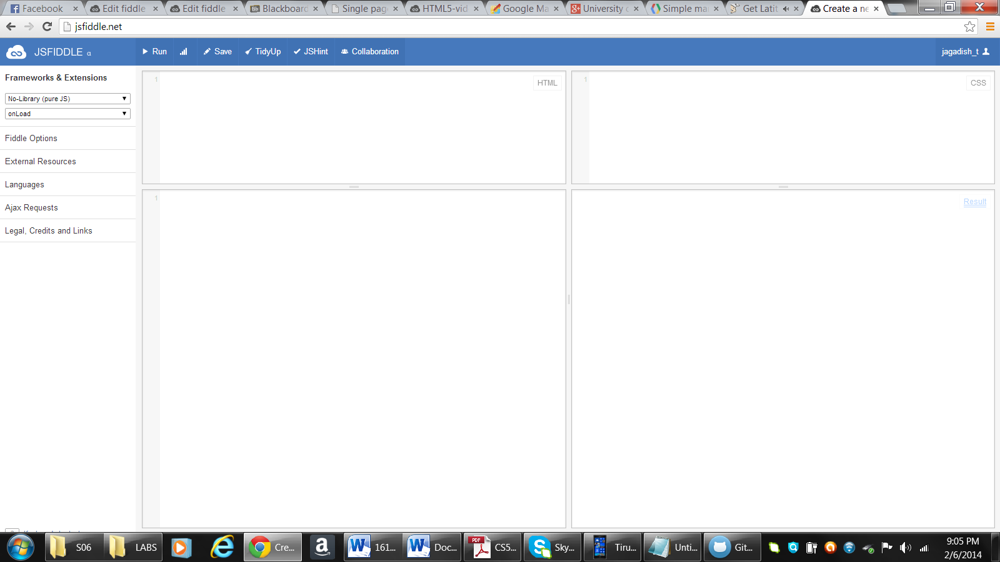 Facebook
Edit fiddle
Edit fiddle
Blackboard
Single pag
HTML5-vid
Google Ma
University
Simple ma
Get Latit
Create a ne
jsfiddle.net
JSFIDDLE α
Run
Save
TidyUp
JSHint
Collaboration
jagadish_t
Frameworks & Extensions
No-Library (pure JS)
onLoad
Fiddle Options
External Resources
Languages
Ajax Requests
Legal, Credits and Links
1
HTML
1
CSS
1
Result
S06
LABS
Cre...
161...
Doc...
CS5...
Sky...
Tiru...
Unti...
Git...
9:05 PM
2/6/2014